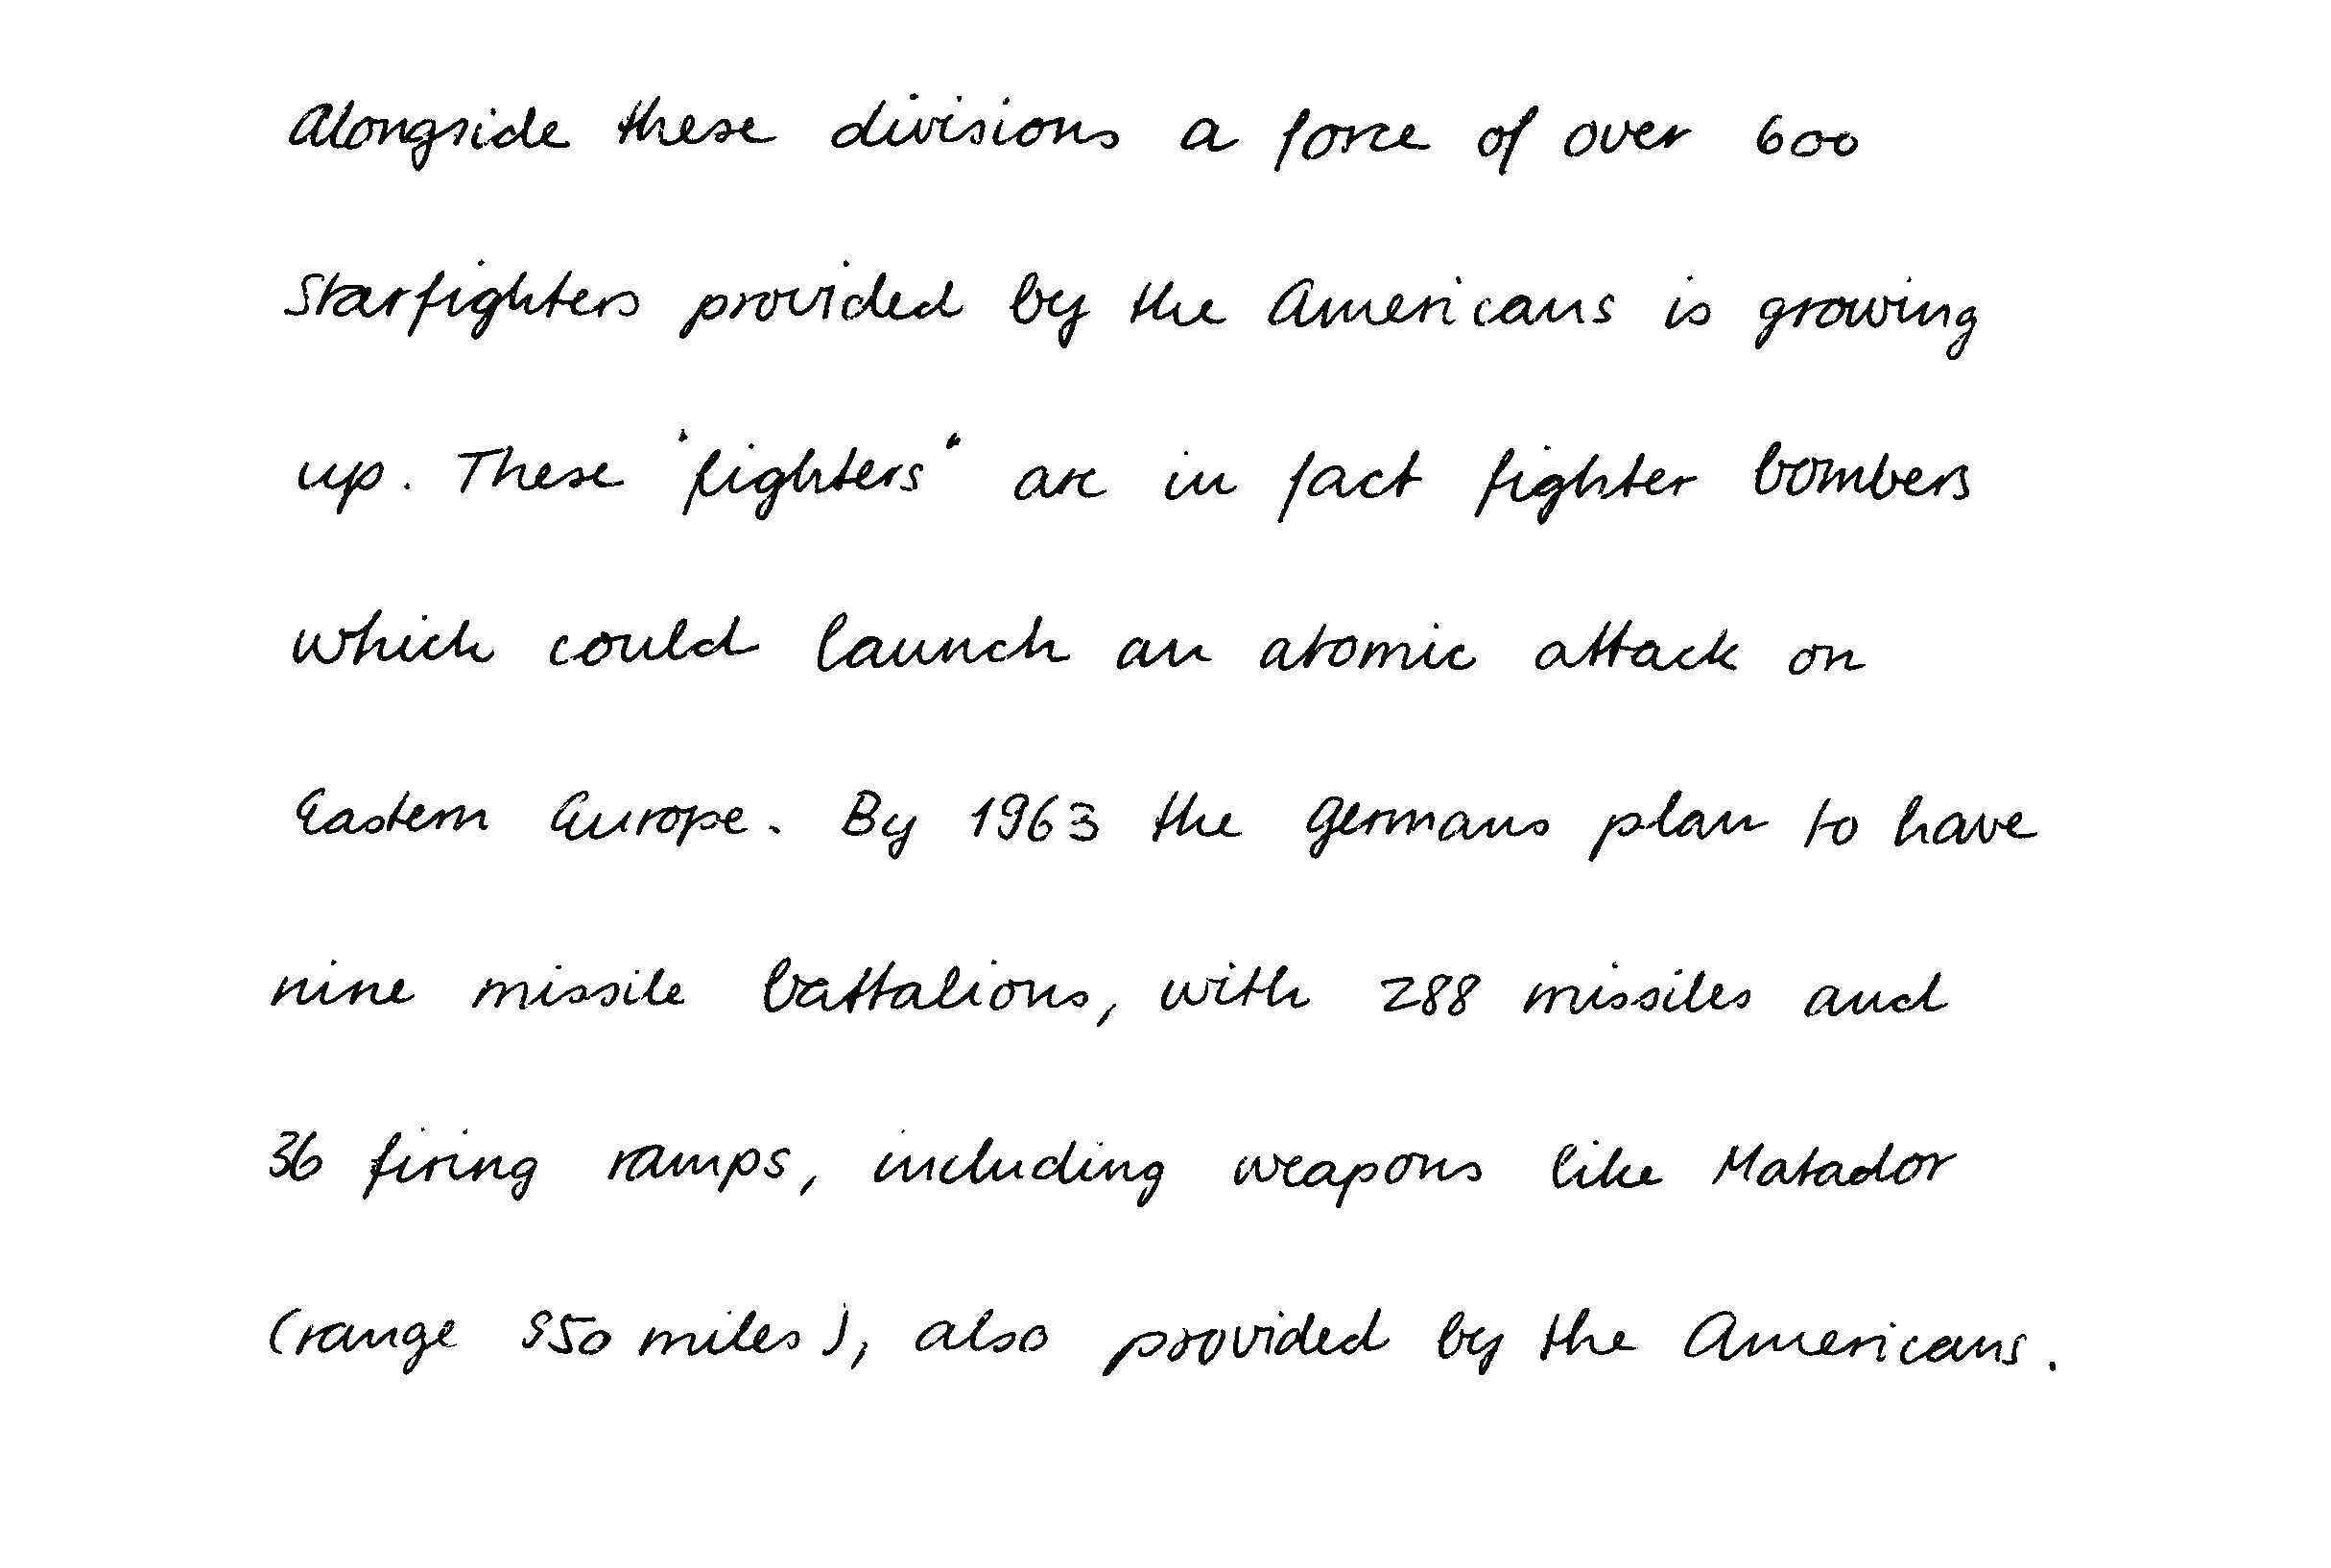 Alongside these divisions a force of over 600
Starfighters provided by the Americans is growing
up. These "fighters" are in fact fighter bombers
which could launch an atomic attack on
Eastern Europe. By 1963 the Germans plan to have
nine missile battalions, with 288 missiles and
36 firing ramps, including weapons like Matador
(range 950 miles), also provided by the Americans.